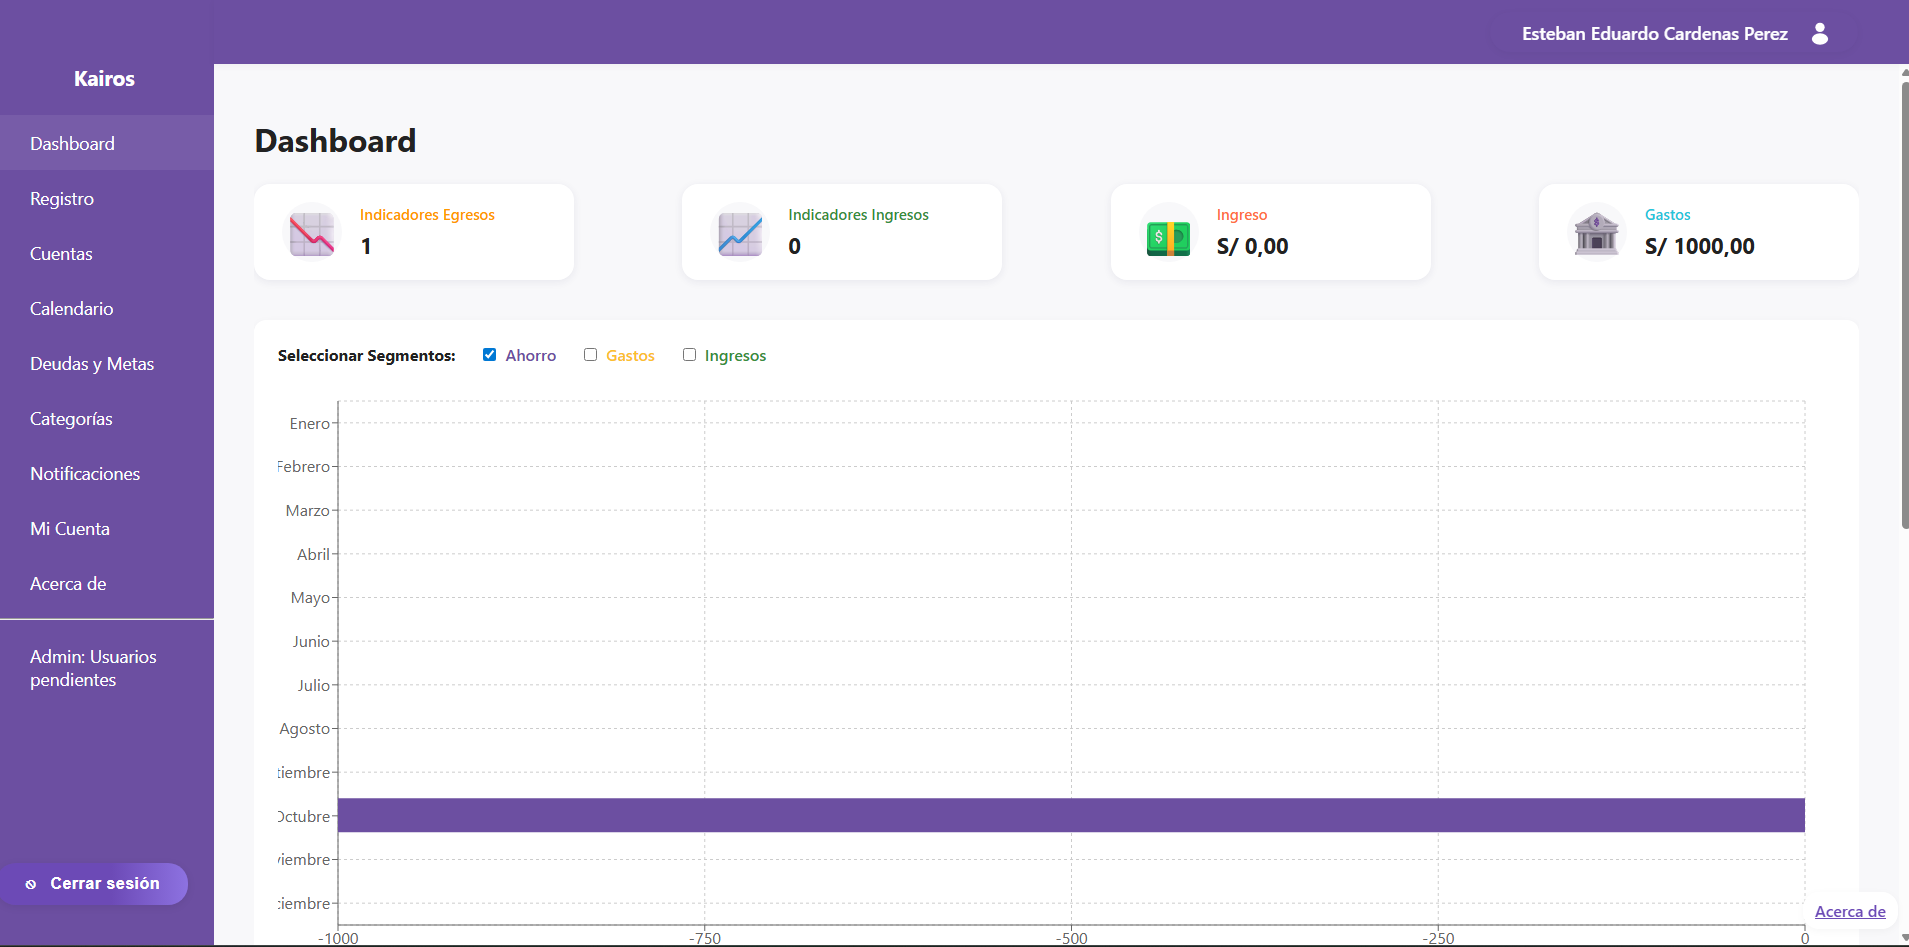 Esteban Eduardo Cardenas Perez
Kairos
Dashboard
Registro
Cuentas
Calendario
Deudas y Metas
Categorías
Notificaciones
Mi Cuenta
Acerca de
Admin: Usuarios
pendientes
Cerrar sesión
Dashboard
Indicadores Egresos
1
Indicadores Ingresos
0
Ingreso
S/ 0,00
Gastos
S/ 1000,00
Seleccionar Segmentos: Ahorro Gastos Ingresos
Enero
Febrero
Marzo
Abril
Mayo
Junio
Julio
Agosto
tiembre
Octubre
viembre
ciembre
-1000 -750 -500 -250 0
Acerca de